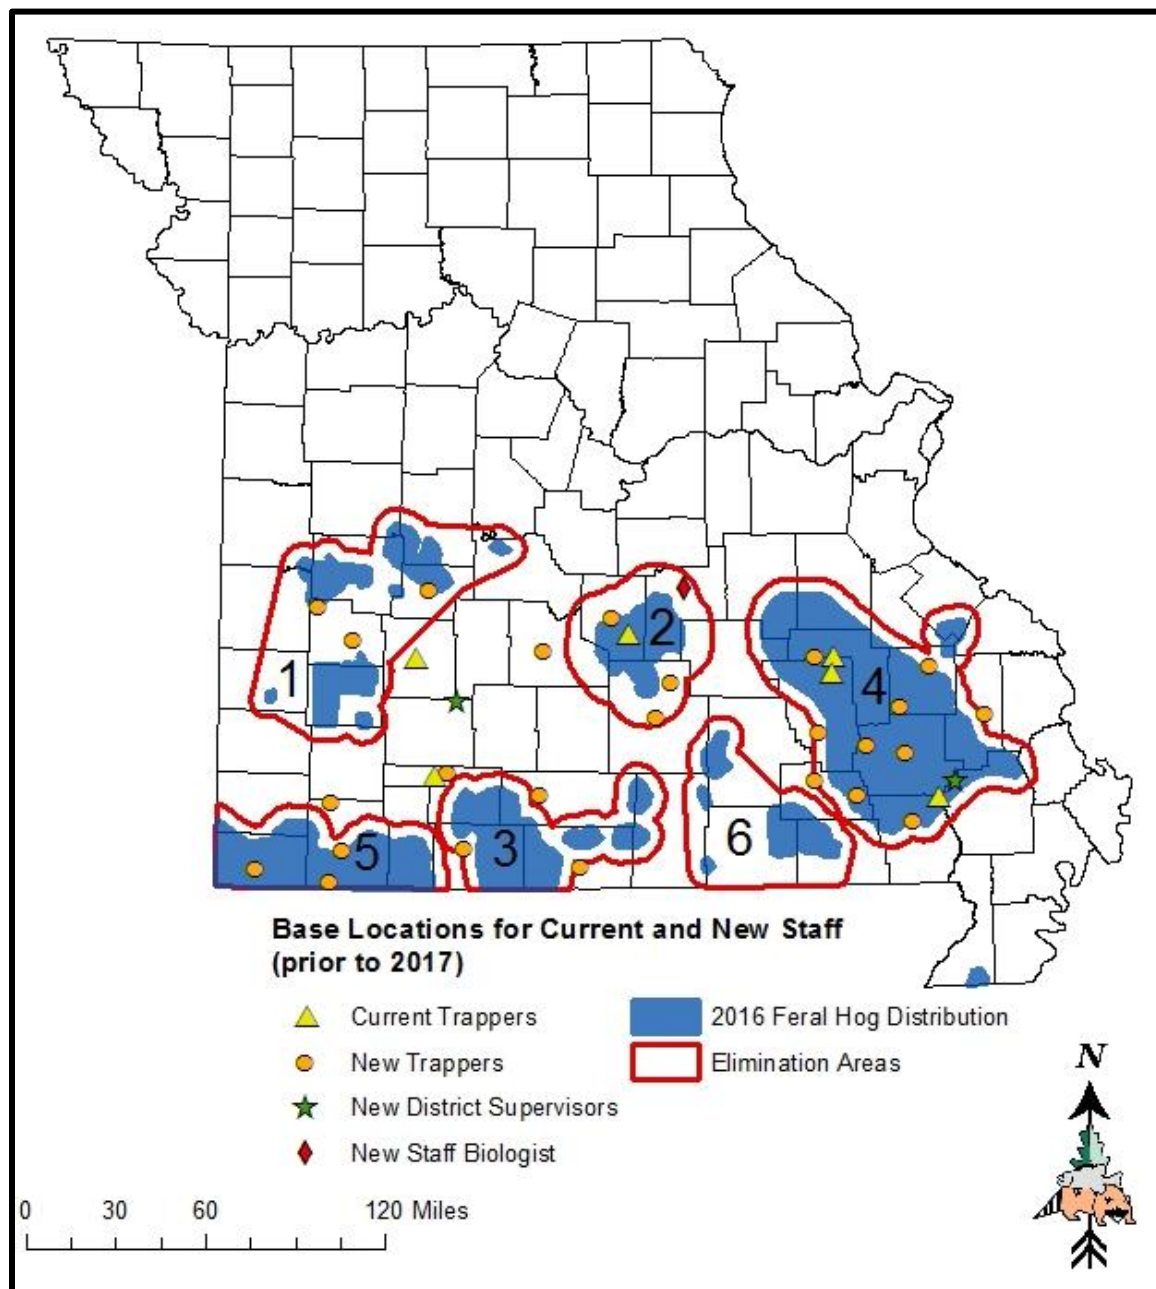 1
2
4
5
3
6
Base Locations for Current and New Staff
(prior to 2017)
Current Trappers
2016 Feral Hog Distribution
New Trappers
Elimination Areas
New District Supervisors
New Staff Biologist
N
0 30 60 120 Miles